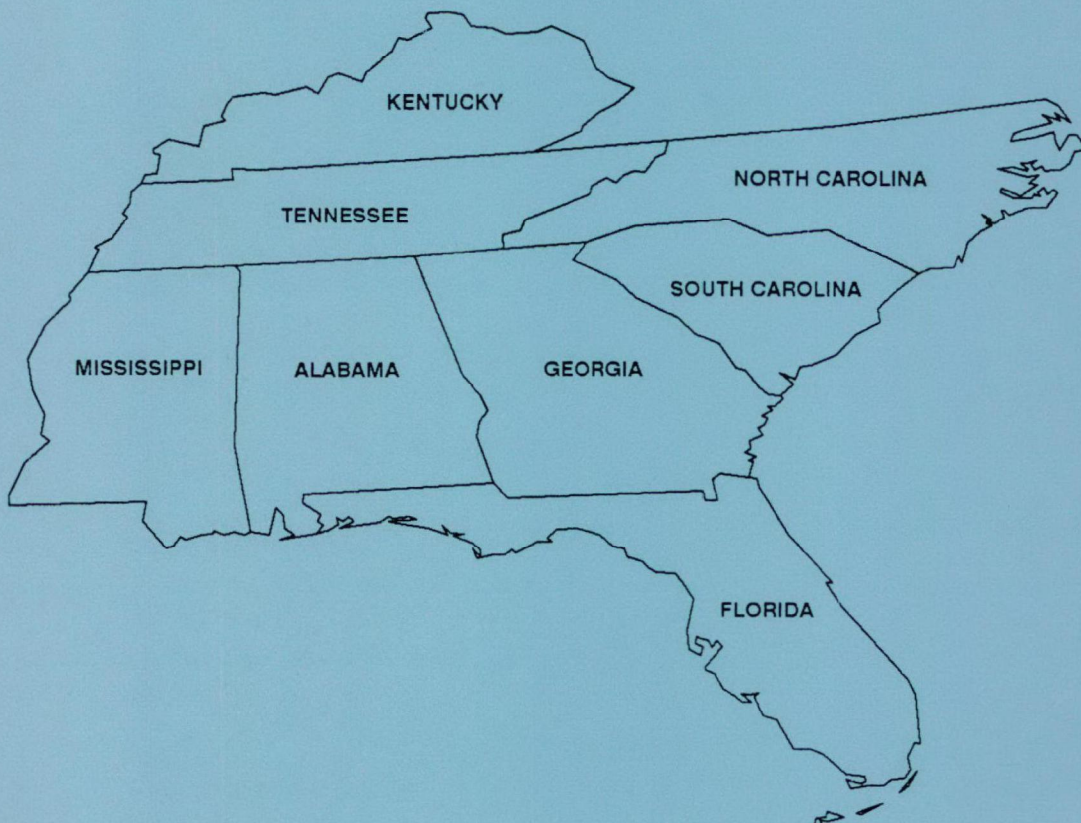 KENTUCKY
NORTH CAROLINA
TENNESSEE
SOUTH CAROLINA
MISSISSIPPI
ALABAMA
GEORGIA
FLORIDA